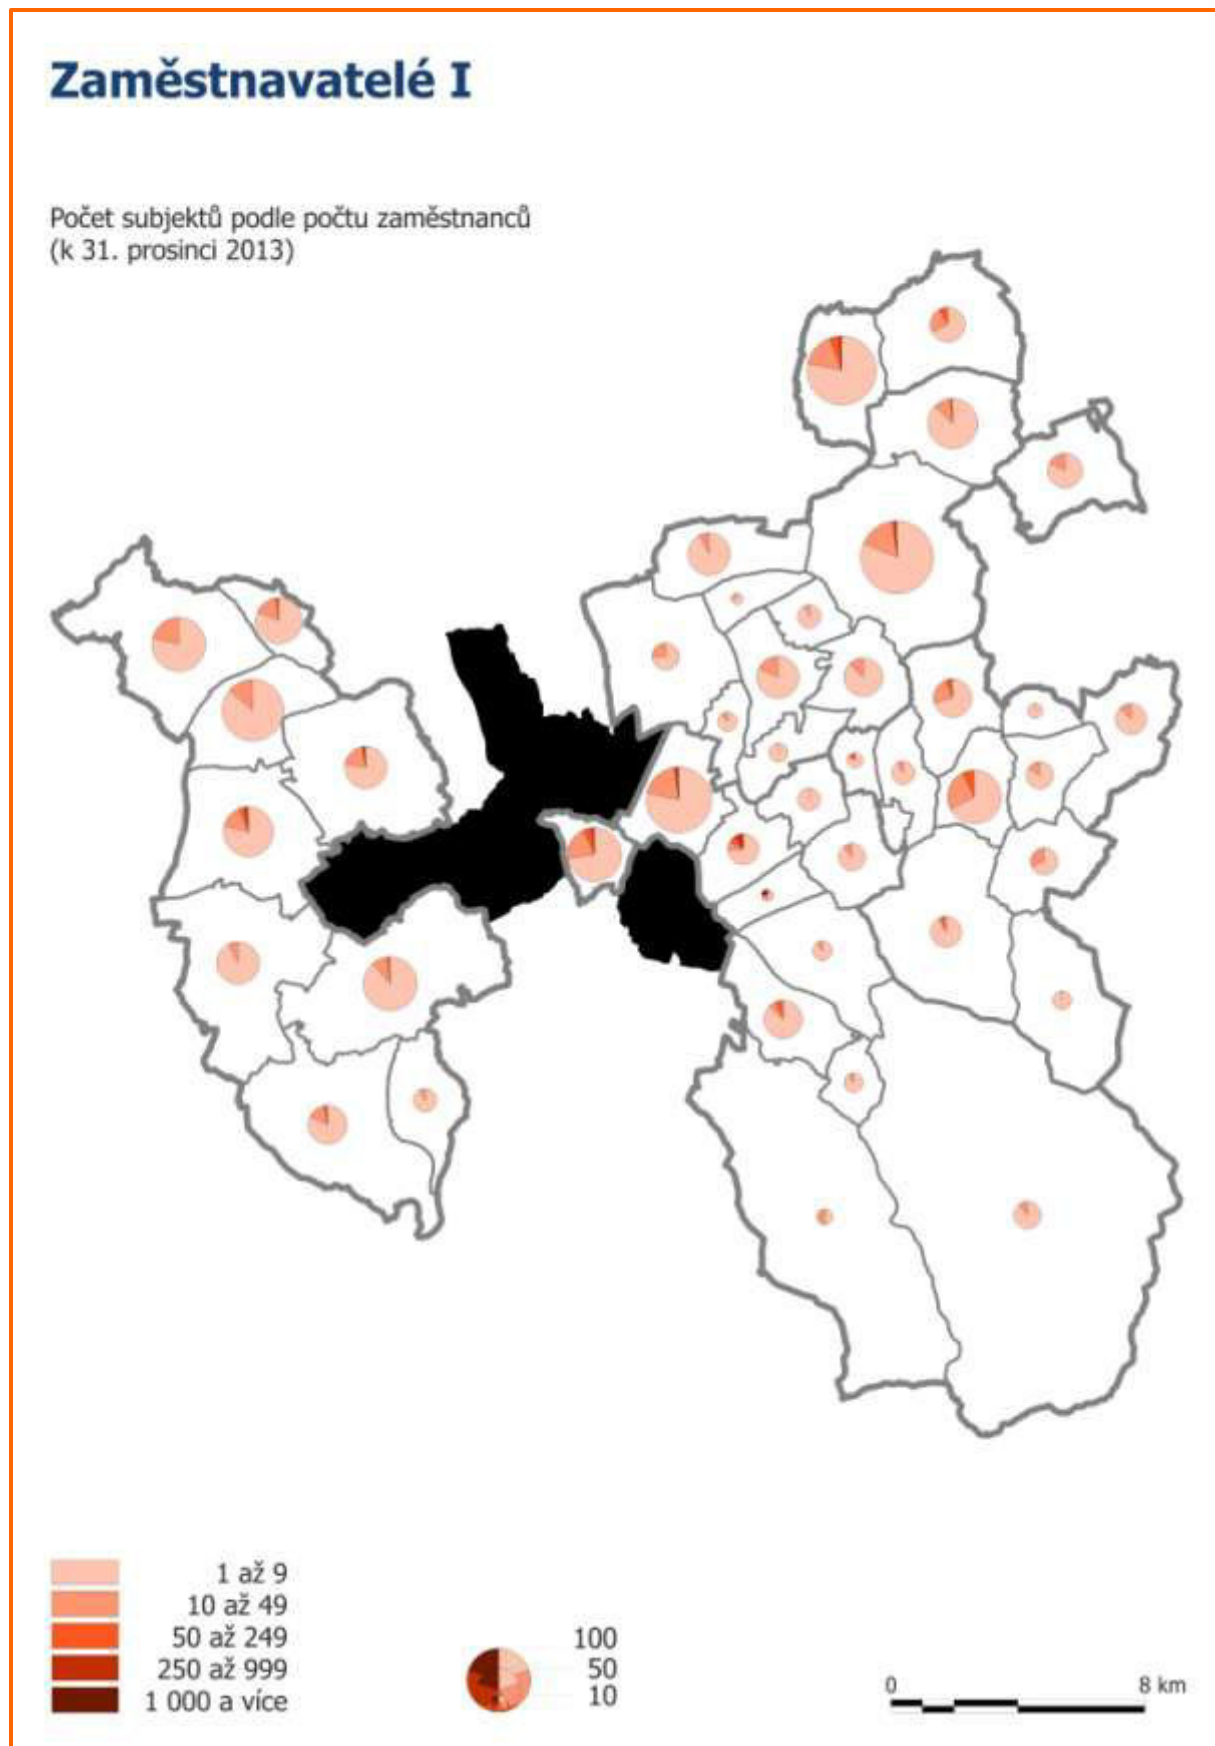 Zaměstnavatelé I
Počet subjektů podle počtu zaměstnanců
(k 31. prosinci 2013)
1 až 9
10 až 49
50 až 249
250 až 999
1 000 a více
100
50
10
0
8 km